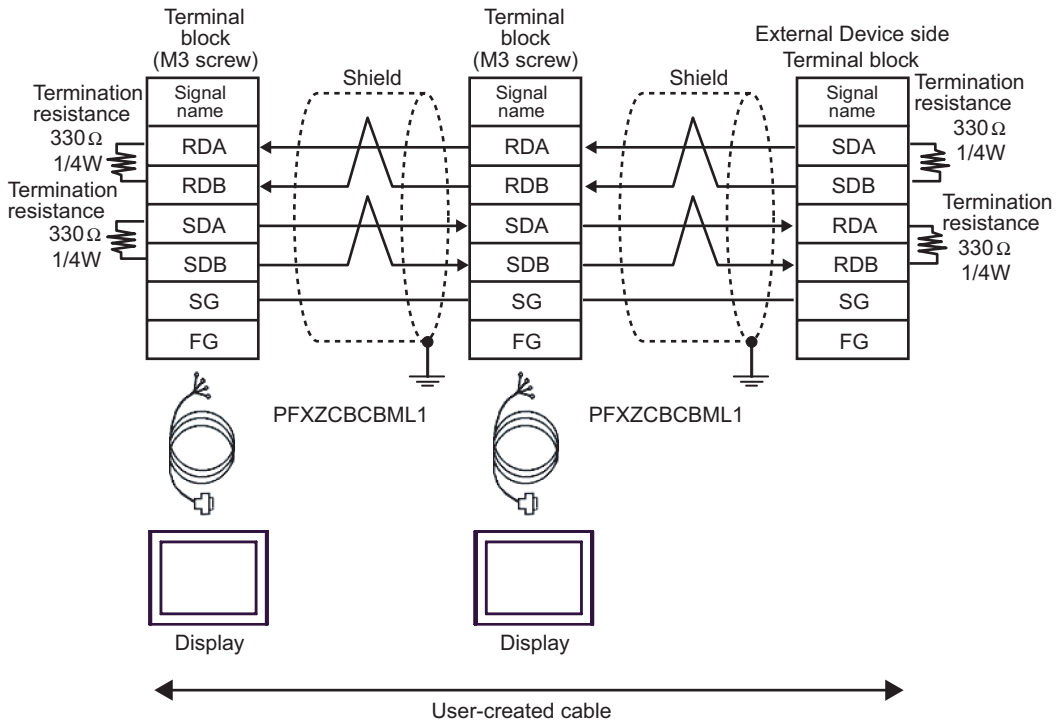 Terminal
block
(M3 screw)
Terminal
block
(M3 screw)
External Device side
Terminal block
Shield
Shield
Termination
resistance
330Ω
1/4W
Termination
resistance
330Ω
1/4W
Signal
name
RDA
RDB
SDA
SDB
SG
FG
Signal
name
RDA
RDB
SDA
SDB
SG
FG
Signal
name
SDA
SDB
RDA
RDB
SG
FG
Termination
resistance
330Ω
1/4W
Termination
resistance
330Ω
1/4W
PFXZCBCBML1
PFXZCBCBML1
Display
Display
User-created cable